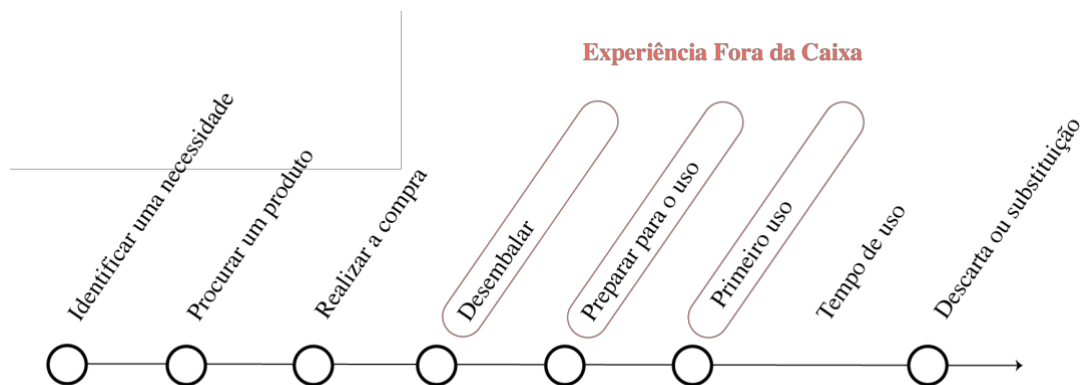 Experiência Fora da Caixa
Identificar uma necessidade
Procurar um produto
Realizar a compra
Desembalar
Preparar para o uso
Primeiro uso
Tempo de uso
Descarta ou substituição